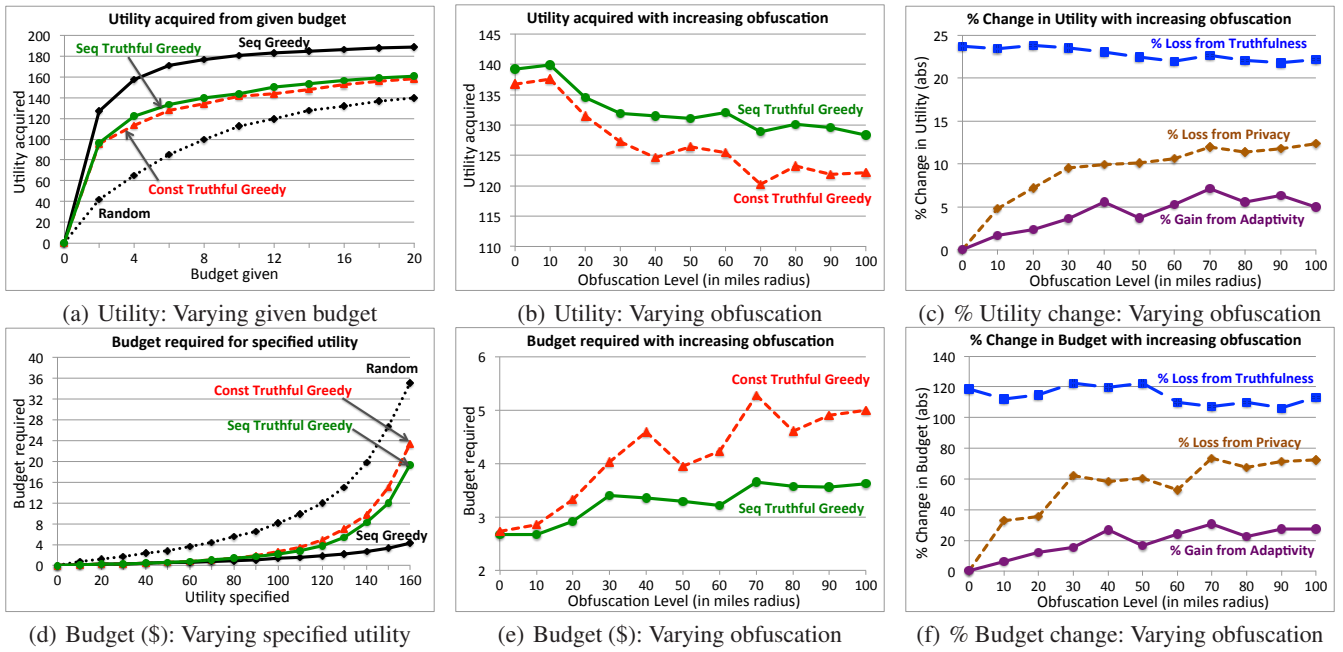 Utility acquired from given budget
Utility acquired
200
180
160
140
120
100
80
60
40
20
0
Seq Truthful Greedy
Seq Greedy
Const Truthful Greedy
Random
0 4 8 12 16 20
Budget given
(a) Utility: Varying given budget
Utility acquired with increasing obfuscation
Utility acquired
145
140
135
130
125
120
115
110
Seq Truthful Greedy
Const Truthful Greedy
0 10 20 30 40 50 60 70 80 90 100
Obfuscation Level (in miles radius)
(b) Utility: Varying obfuscation
% Change in Utility with increasing obfuscation
% Change in Utility (abs)
25
20
15
10
5
0
% Loss from Truthfulness
% Loss from Privacy
% Gain from Adaptivity
0 10 20 30 40 50 60 70 80 90 100
Obfuscation Level (in miles radius)
(c) % Utility change: Varying obfuscation
Budget required for specified utility
Budget required
40
36
32
28
24
20
16
12
8
4
0
Random
Const Truthful Greedy
Seq Truthful Greedy
Seq Greedy
0 20 40 60 80 100 120 140 160
Utility specified
(d) Budget ($): Varying specified utility
Budget required with increasing obfuscation
Budget required
6
5
4
3
2
Const Truthful Greedy
Seq Truthful Greedy
0 10 20 30 40 50 60 70 80 90 100
Obfuscation Level (in miles radius)
(e) Budget ($): Varying obfuscation
% Change in Budget with increasing obfuscation
% Change in Budget (abs)
140
120
100
80
60
40
20
0
% Loss from Truthfulness
% Loss from Privacy
% Gain from Adaptivity
0 10 20 30 40 50 60 70 80 90 100
Obfuscation Level (in miles radius)
(f) % Budget change: Varying obfuscation